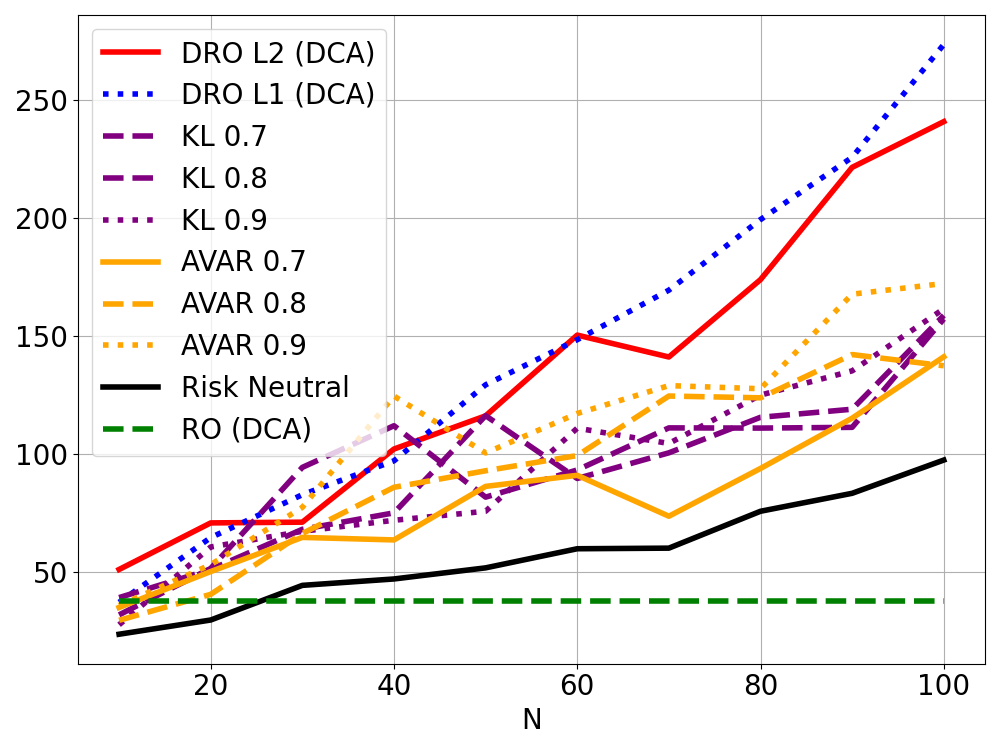 DRO L2 (DCA)
DRO L1 (DCA)
KL 0.7
KL 0.8
KL 0.9
AVAR 0.7
AVAR 0.8
AVAR 0.9
Risk Neutral
RO (DCA)
250
200
150
100
50
20 40 60 80 100
N